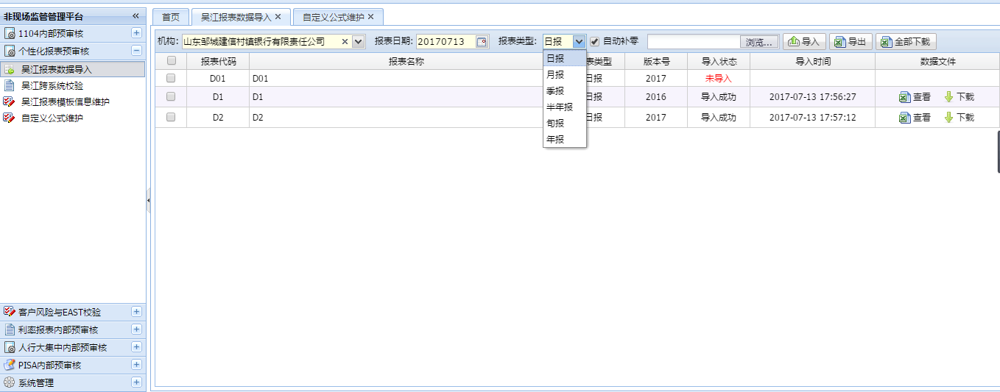 非现场监管管理平台
1104内部预审核
个性化报表预审核
吴江报表数据导入
吴江跨系统校验
吴江报表模板信息维护
自定义公式维护
客户风险与EAST校验
利率报表内部预审核
人行大集中内部预审核
PISA内部预审核
系统管理
首页 吴江报表数据导入 自定义公式维护
机构: 山东邹城建信村镇银行有限责任公司 报表日期: 20170713 报表类型: 日报 自动补零 浏览... 导入 导出 全部下载
报表代码 报表名称 表类型 版本号 导入状态 导入时间 数据文件
D01 D01 日报 2017 未导入
D1 D1 日报 2016 导入成功 2017-07-13 17:56:27 查看 下载
D2 D2 日报 2017 导入成功 2017-07-13 17:57:12 查看 下载
日报
月报
季报
半年报
旬报
年报